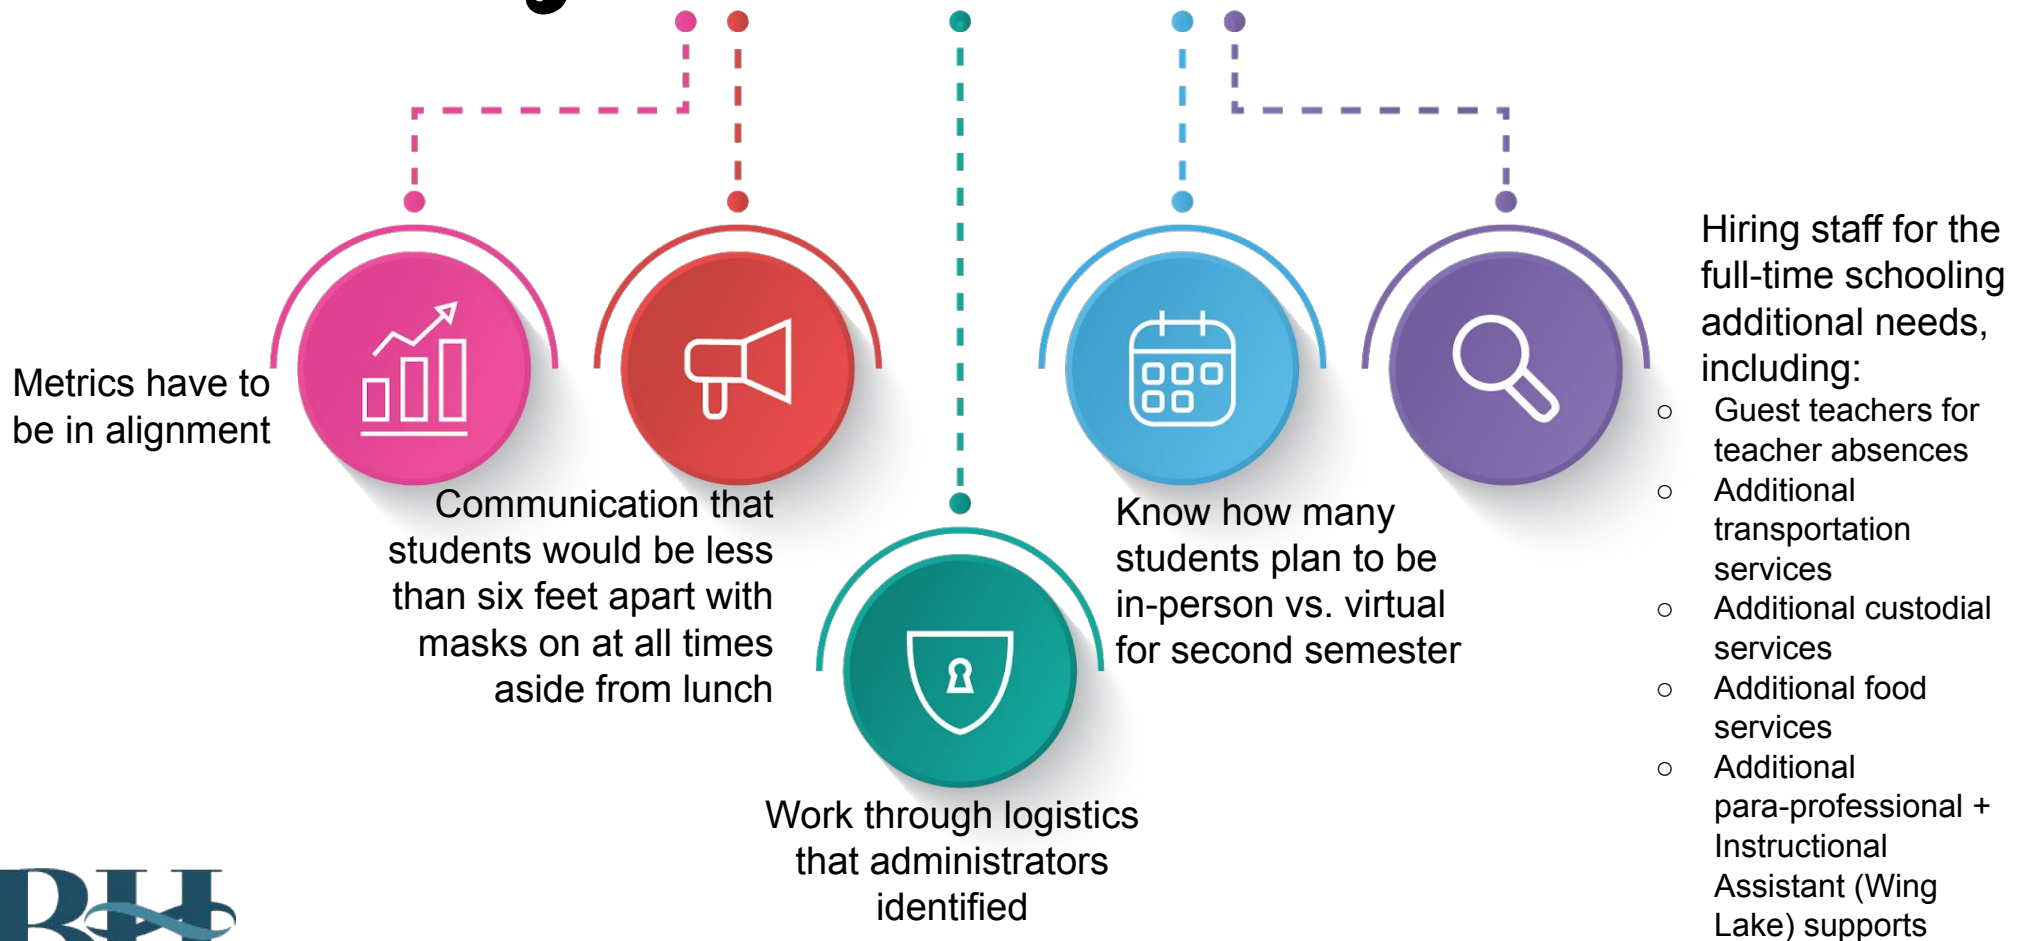 Metrics have to
be in alignment
Communication that
students would be less
than six feet apart with
masks on at all times
aside from lunch
Work through logistics
that administrators
identified
Know how many
students plan to be
in-person vs. virtual
for second semester
Hiring staff for the
full-time schooling
additional needs,
including:
○ Guest teachers for
teacher absences
○ Additional
transportation
services
○ Additional custodial
services
○ Additional food
services
○ Additional
para-professional +
Instructional
Assistant (Wing
Lake) supports
BH